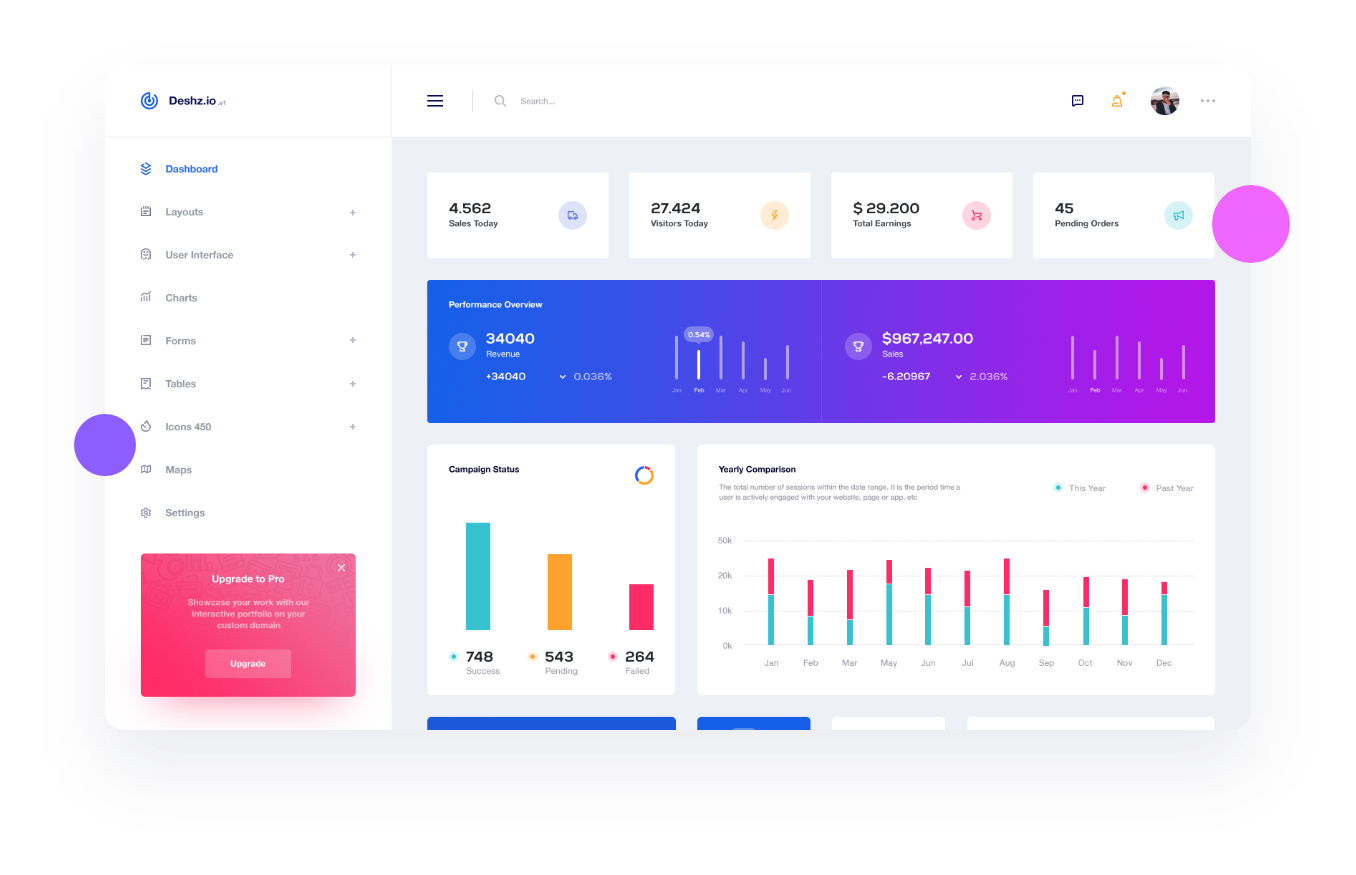 Deshz.io .v1
Search...
Dashboard
Layouts +
User Interface +
Charts
Forms +
Tables +
Icons 450 +
Maps
Settings
Upgrade to Pro
Showcase your work with our
interactive portfolio on your
custom domain
Upgrade
4.562
Sales Today
27.424
Visitors Today
$ 29.200
Total Earnings
45
Pending Orders
Performance Overview
34040
Revenue
+34040 0.036%
0.54%
Jan Feb Mar Apr May Jun
$967,247.00
Sales
-6.20967 2.036%
Jan Feb Mar Apr May Jun
Campaign Status
748
Success
543
Pending
264
Failed
Yearly Comparison
The total number of sessions within the date range. It is the period time a
user is actively engaged with your website, page or app, etc
This Year Past Year
50k
20k
10k
0k
Jan Feb Mar May Jun Jul Aug Sep Oct Nov Dec